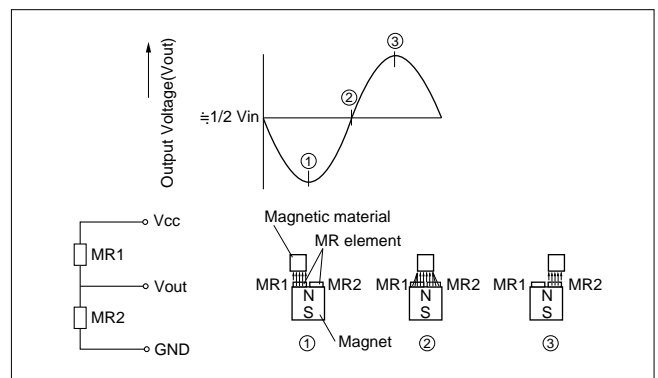 Output Voltage(Vout)
≒1/2 Vin
①
②
③
Vcc
MR1
Vout
MR2
GND
Magnetic material
MR element
MR1 MR2 MR1 MR2 MR1 MR2
N N N
S S S
Magnet
① ② ③